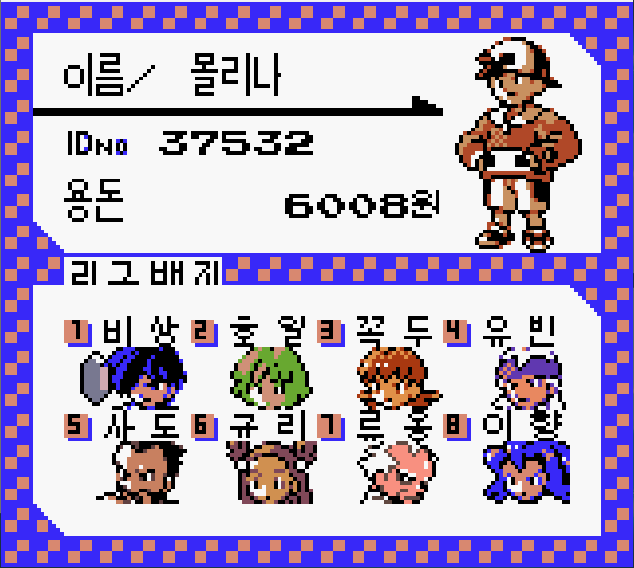 이름/ 몰리나
IDNo 37532
용돈 6008원
리그배지
1 비상 2 호일 3 꼭두 4 유빈
5 사도 6 규리 7 류옹 8 이향